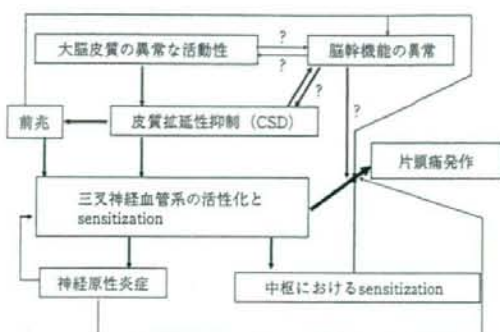 大脳皮質の異常な活動性
?
?
脳幹機能の異常
?
?
前兆
皮質拡延性抑制（CSD）
片頭痛発作
三叉神経血管系の活性化と
sensitization
神経原性炎症
中枢におけるsensitization